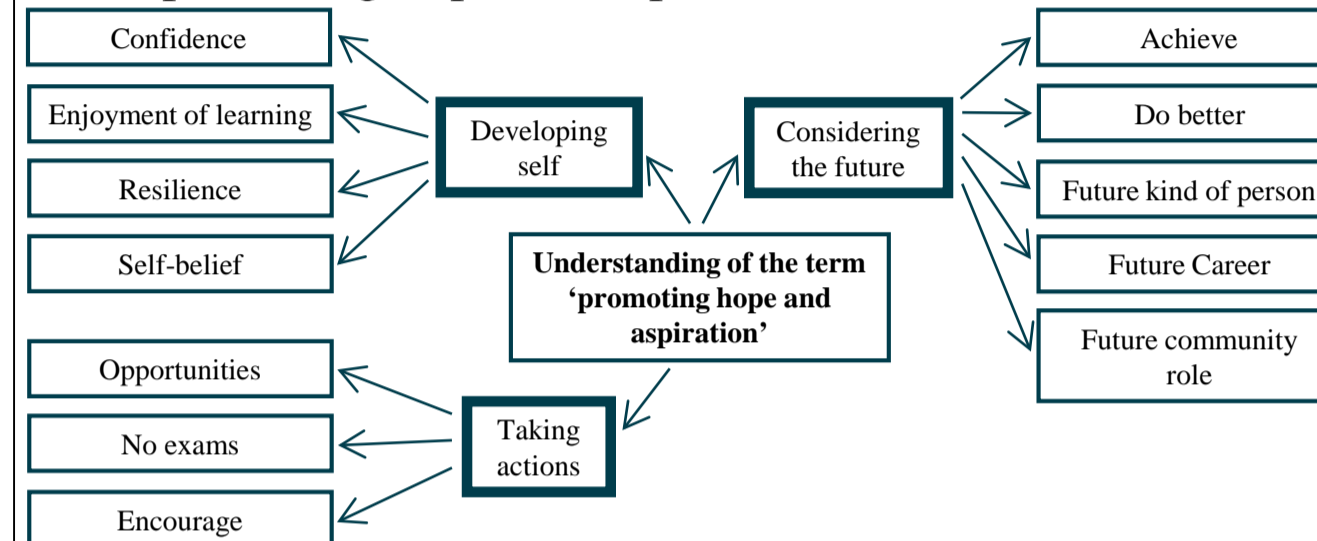 Confidence
Enjoyment of learning
Resilience
Self-belief
Developing
self
Considering
the future
Achieve
Do better
Future kind of person
Future Career
Future community
role
Understanding of the term
‘promoting hope and
aspiration’
Opportunities
No exams
Encourage
Taking
actions